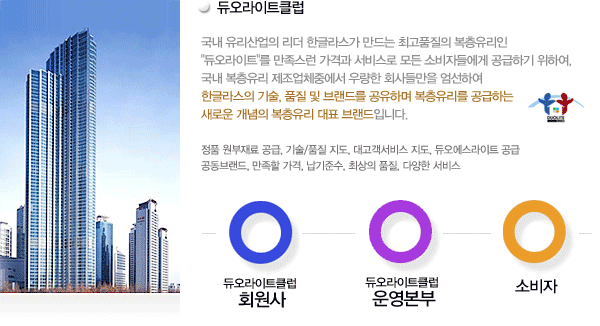 듀오라이트클럽
국내 유리산업의 리더 한글라스가 만드는 최고품질의 복층유리인
"듀오라이트"를 만족스런 가격과 서비스로 모든 소비자들에게 공급하기 위하여,
국내 복층유리 제조업체중에서 우량한 회사들만을 엄선하여
한글라스의 기술, 품질 및 브랜드를 공유하며 복층유리를 공급하는
새로운 개념의 복층유리 대표 브랜드입니다.
DUOLITE
정품 원부재료 공급, 기술/품질 지도, 대고객서비스 지도, 듀오에스라이트 공급
공동브랜드, 만족할 가격, 납기준수, 최상의 품질, 다양한 서비스
듀오라이트클럽
회원사
듀오라이트클럽
운영본부
소비자